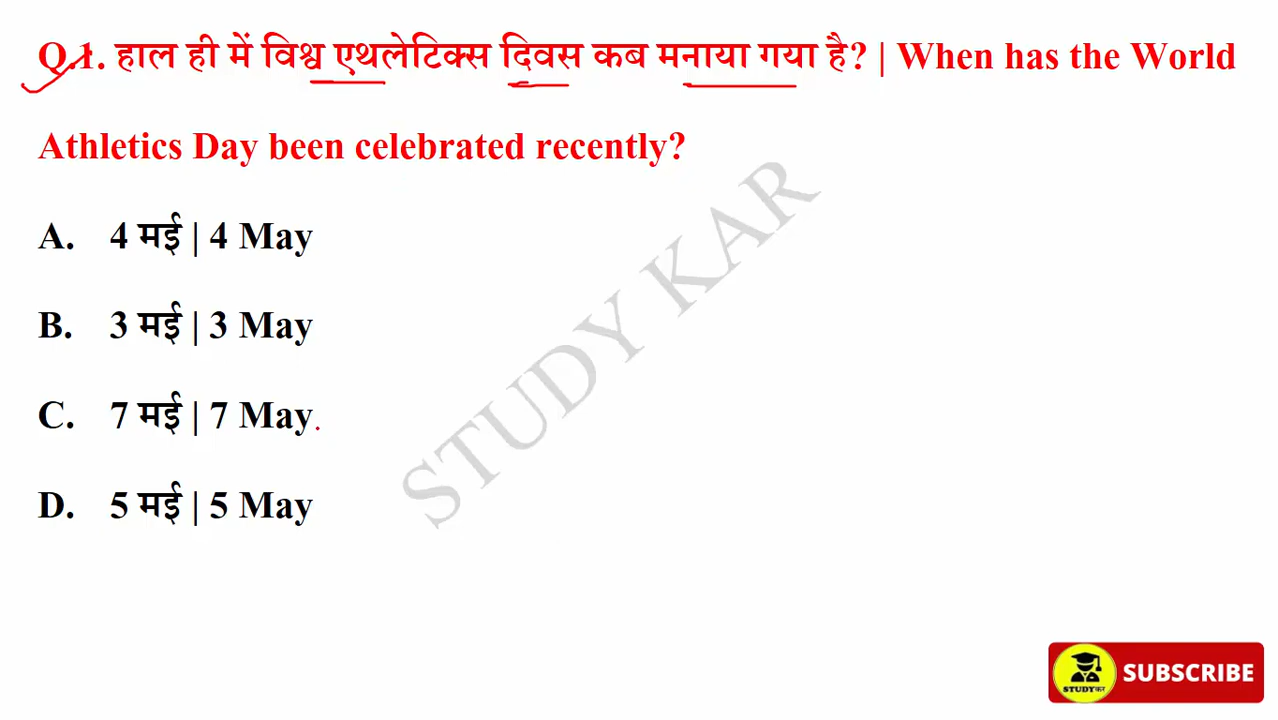 Q.1. हाल ही में विश्व एथलेटिक्स दिवस कब मनाया गया है? | When has the World
Athletics Day been celebrated recently?
A. 4 मई | 4 May
B. 3 मई | 3 May
C. 7 मई | 7 May
D. 5 मई | 5 May
STUDY KAR
SUBSCRIBE
STUDYकर